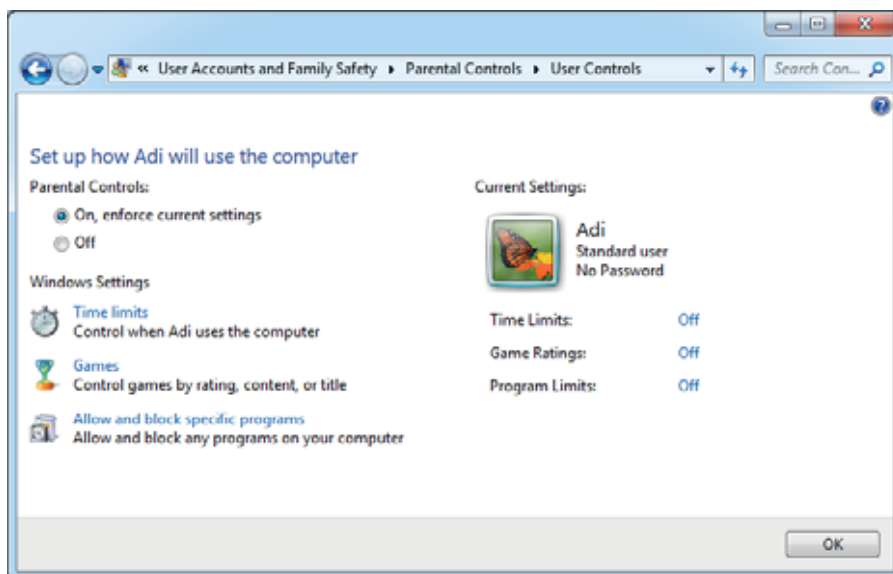 « User Accounts and Family Safety ▸ Parental Controls ▸ User Controls
Search Con...
Set up how Adi will use the computer
Parental Controls:
On, enforce current settings
Off
Windows Settings
Time limits
Control when Adi uses the computer
Games
Control games by rating, content, or title
Allow and block specific programs
Allow and block any programs on your computer
Current Settings:
Adi
Standard user
No Password
Time Limits: Off
Game Ratings: Off
Program Limits: Off
OK